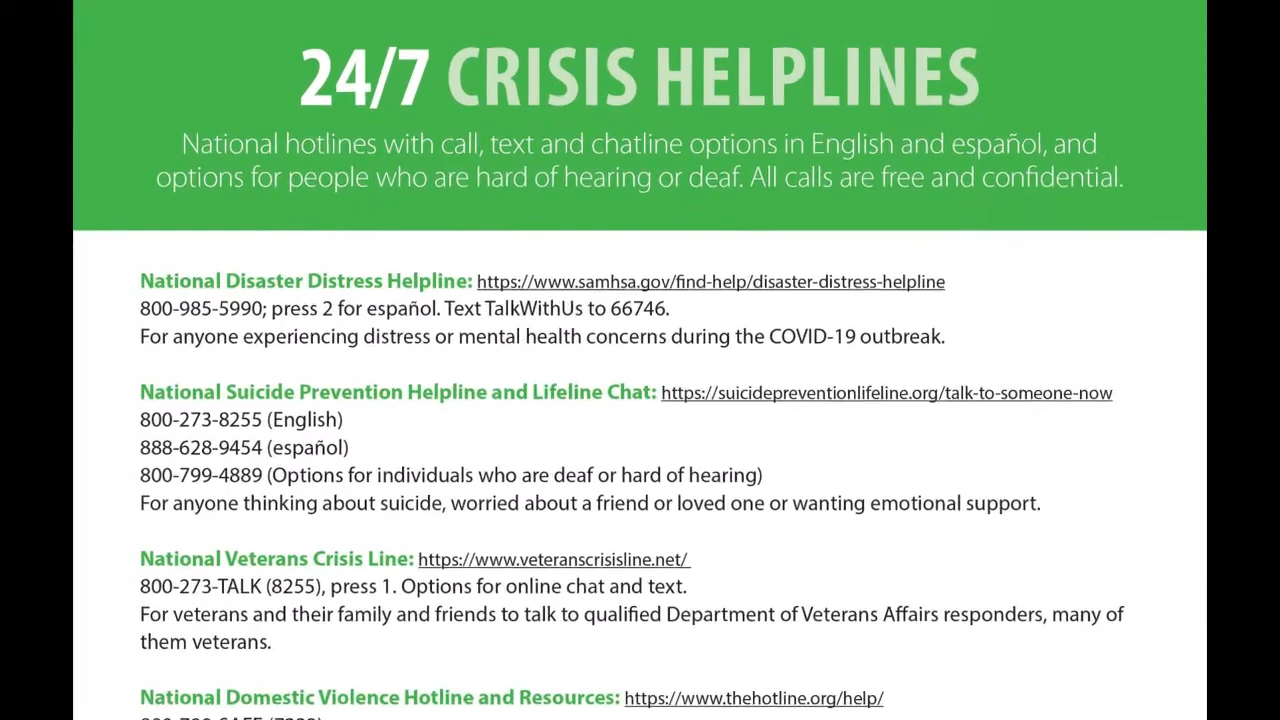 24/7 CRISIS HELPLINES
National hotlines with call, text and chatline options in English and español, and
options for people who are hard of hearing or deaf. All calls are free and confidential.
National Disaster Distress Helpline: https://www.samhsa.gov/find-help/disaster-distress-helpline
800-985-5990; press 2 for español. Text TalkWithUs to 66746.
For anyone experiencing distress or mental health concerns during the COVID-19 outbreak.
National Suicide Prevention Helpline and Lifeline Chat: https://suicidepreventionlifeline.org/talk-to-someone-now
800-273-8255 (English)
888-628-9454 (español)
800-799-4889 (Options for individuals who are deaf or hard of hearing)
For anyone thinking about suicide, worried about a friend or loved one or wanting emotional support.
National Veterans Crisis Line: https://www.veteranscrisisline.net/
800-273-TALK (8255), press 1. Options for online chat and text.
For veterans and their family and friends to talk to qualified Department of Veterans Affairs responders, many of
them veterans.
National Domestic Violence Hotline and Resources: https://www.thehotline.org/help/